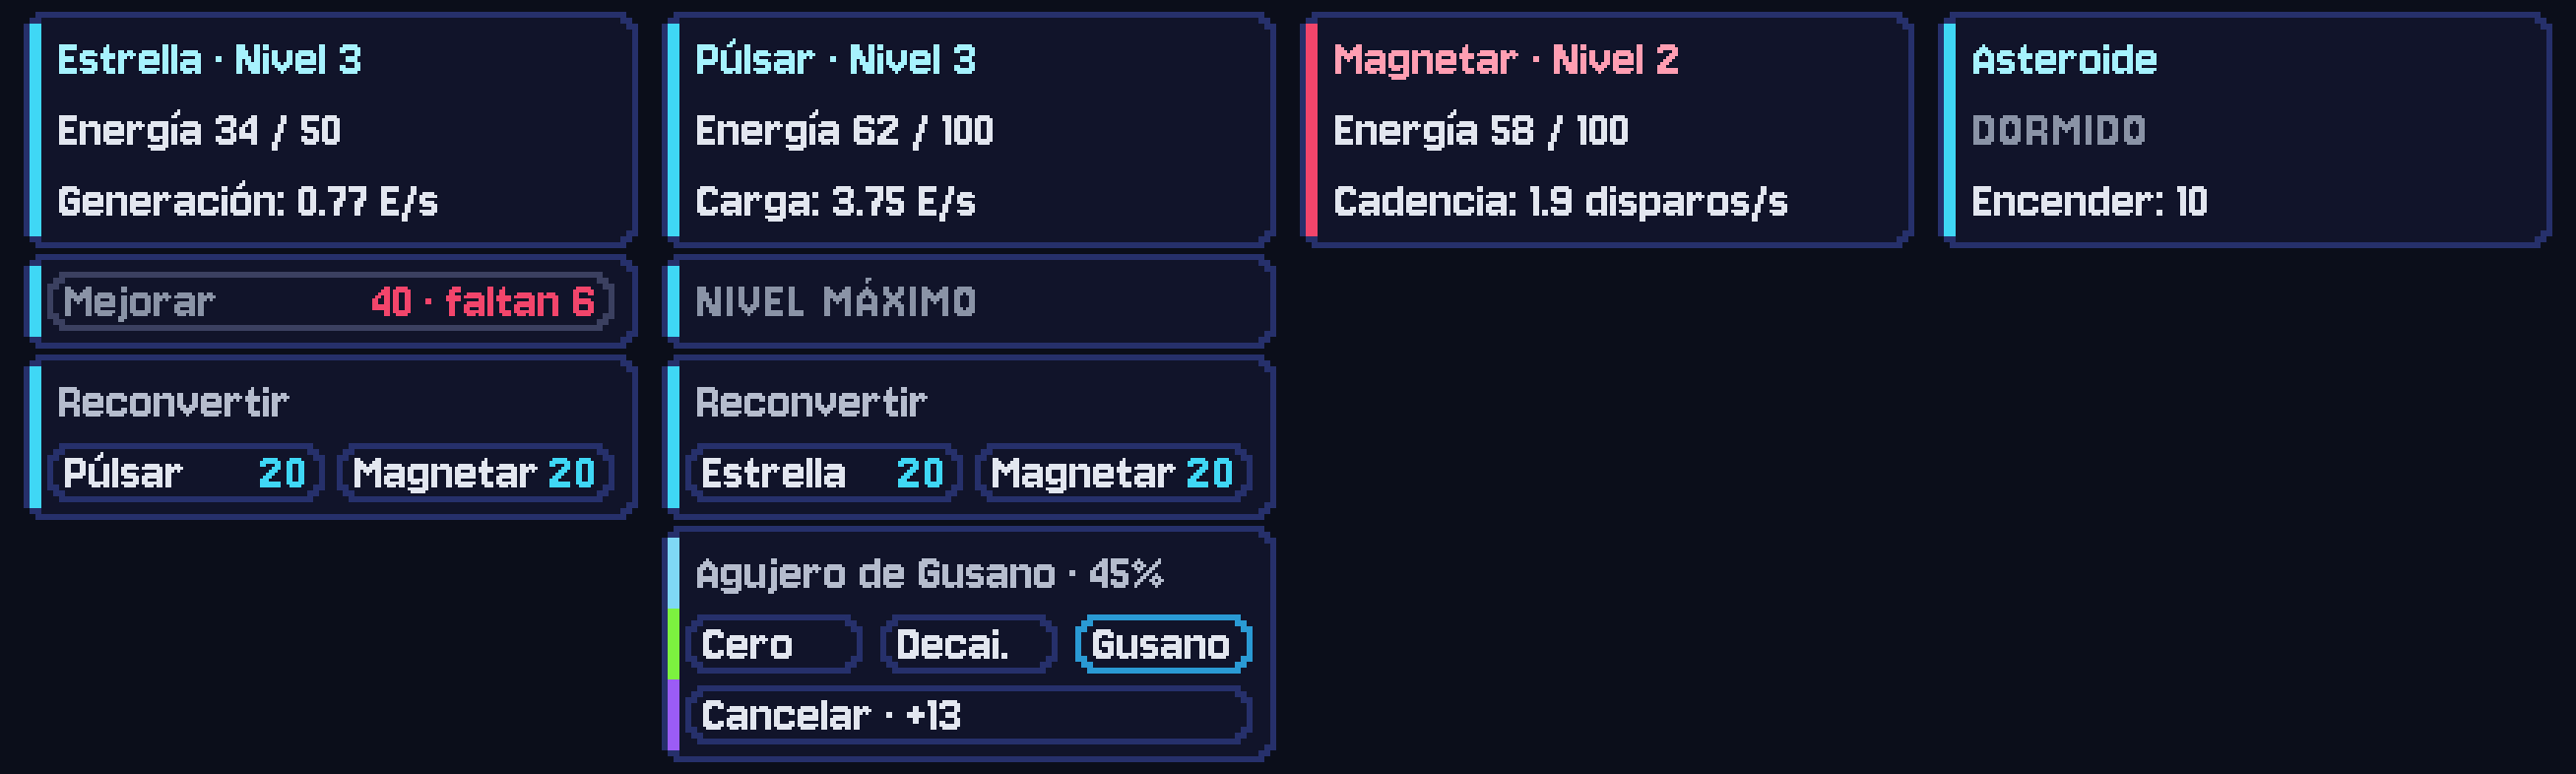 Estrella · Nivel 3
Energía 34 / 50
Generación: 0.77 E/s
Mejorar 40 · faltan 6
Reconvertir
Púlsar 20 Magnetar 20
Púlsar · Nivel 3
Energía 62 / 100
Carga: 3.75 E/s
NIVEL MÁXIMO
Reconvertir
Estrella 20 Magnetar 20
Agujero de Gusano · 45%
Cero Decai. Gusano
Cancelar · +13
Magnetar · Nivel 2
Energía 58 / 100
Cadencia: 1.9 disparos/s
Asteroide
DORMIDO
Encender: 10